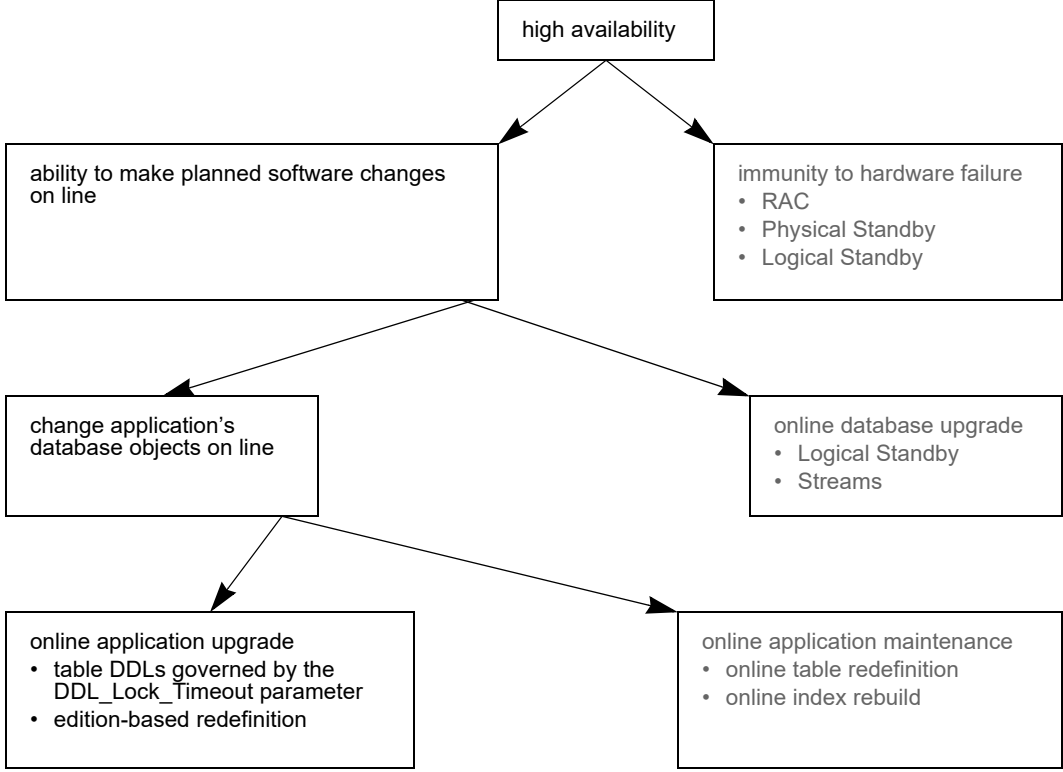 high availability
ability to make planned software changes
on line
immunity to hardware failure
• RAC
• Physical Standby
• Logical Standby
change application’s
database objects on line
online database upgrade
• Logical Standby
• Streams
online application upgrade
• table DDLs governed by the
DDL_Lock_Timeout parameter
• edition-based redefinition
online application maintenance
• online table redefinition
• online index rebuild